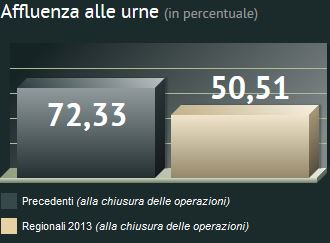 Affluenza alle urne (in percentuale)
72,33
50,51
Precedenti (alla chiusura delle operazioni)
Regionali 2013 (alla chiusura delle operazioni)